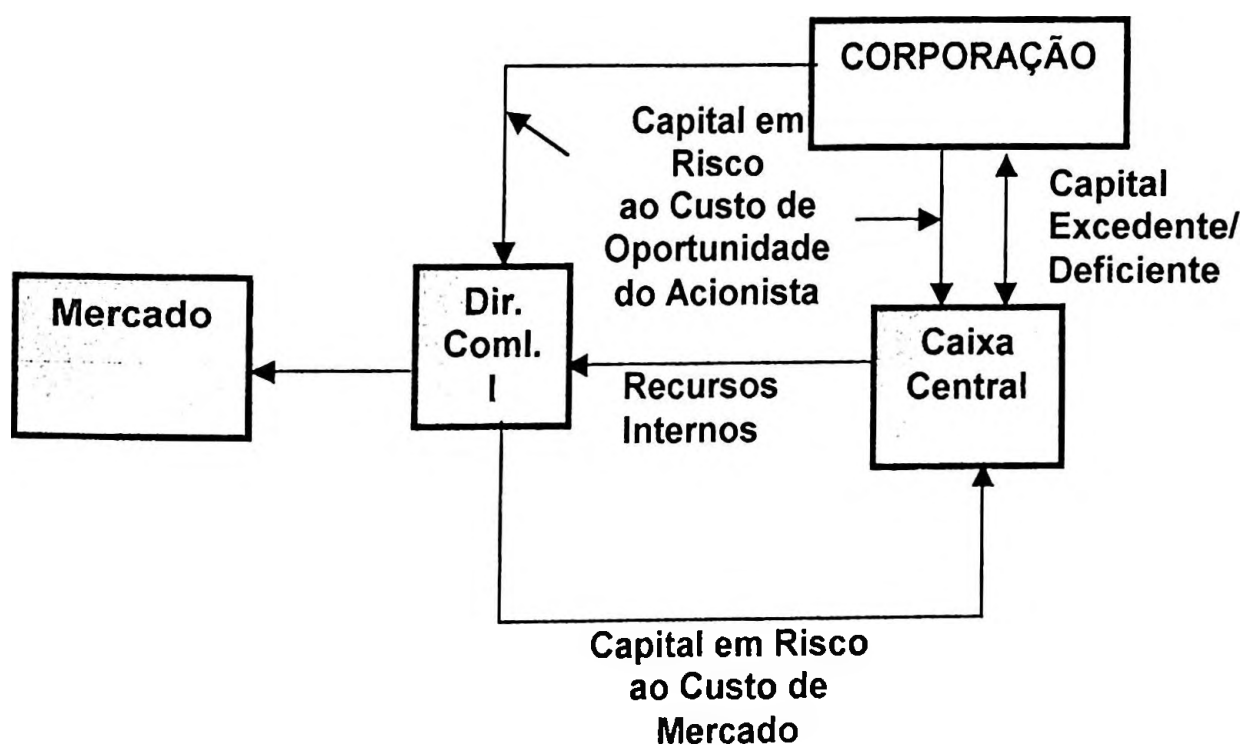 CORPORAÇÃO
Capital em
Risco
ao Custo de
Oportunidade
do Acionista
Capital
Excedente/
Deficiente
Mercado
Dir.
Coml.
I
Caixa
Central
Recursos
Internos
Capital em Risco
ao Custo de
Mercado